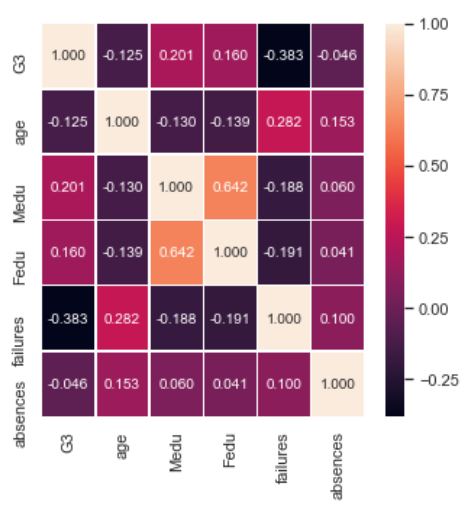 G3 1.000 -0.125 0.201 0.160 -0.383 -0.046
age -0.125 1.000 -0.130 -0.139 0.282 0.153
Medu 0.201 -0.130 1.000 0.642 -0.188 0.060
Fedu 0.160 -0.139 0.642 1.000 -0.191 0.041
failures -0.383 0.282 -0.188 -0.191 1.000 0.100
absences -0.046 0.153 0.060 0.041 0.100 1.000
G3 age Medu Fedu failures absences
1.00
0.75
0.50
0.25
0.00
−0.25